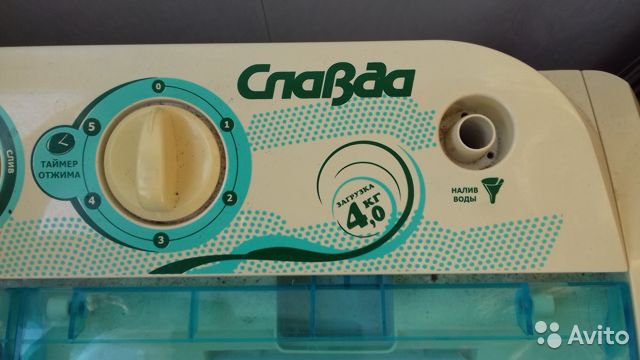 Славда
0
1
2
3
4
5
ТАЙМЕР
ОТЖИМА
СЛИВ
ЗАГРУЗКА
4,0 КГ
НАЛИВ
ВОДЫ
Avito